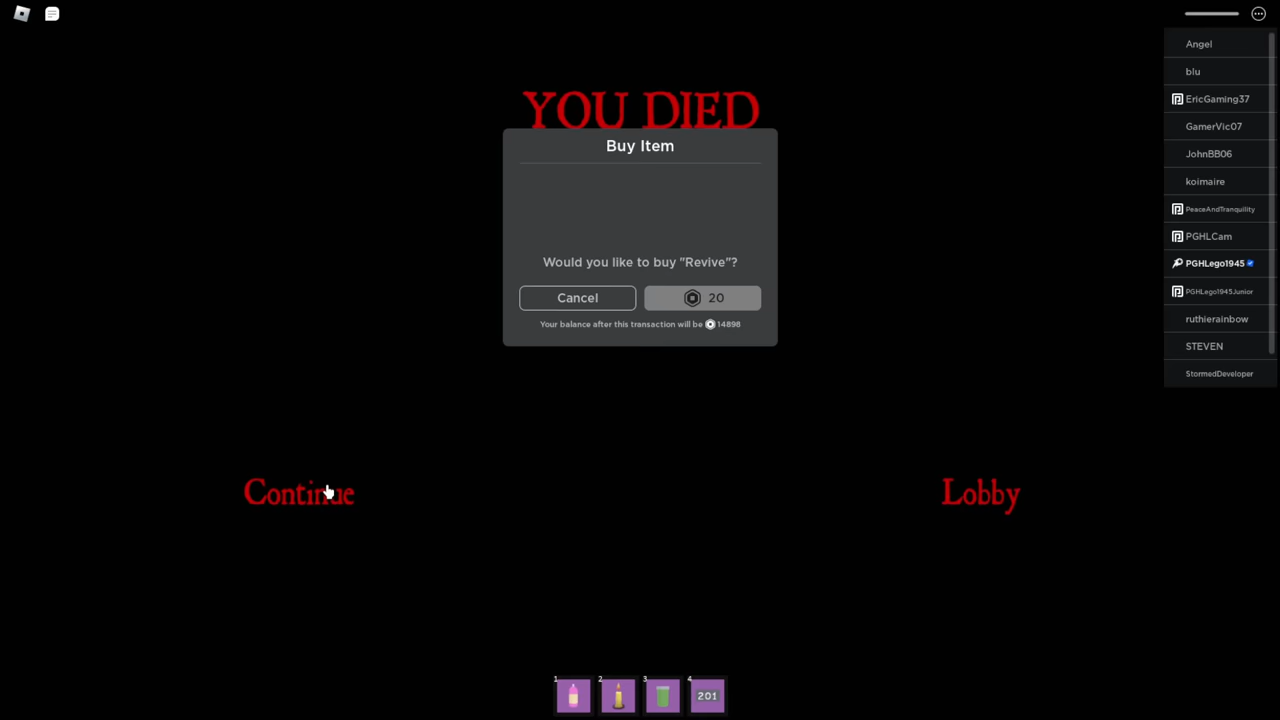 YOU DIED
Buy Item
Would you like to buy "Revive"?
Cancel
20
Your balance after this transaction will be 14898
Continue
Lobby
Angel
blu
EricGaming37
GamerVic07
JohnBB06
koimaire
PeaceAndTranquility
PGHLCam
PGHLego1945
PGHLego1945Junior
ruthierainbow
STEVEN
StormedDeveloper
1
2
3
4
201